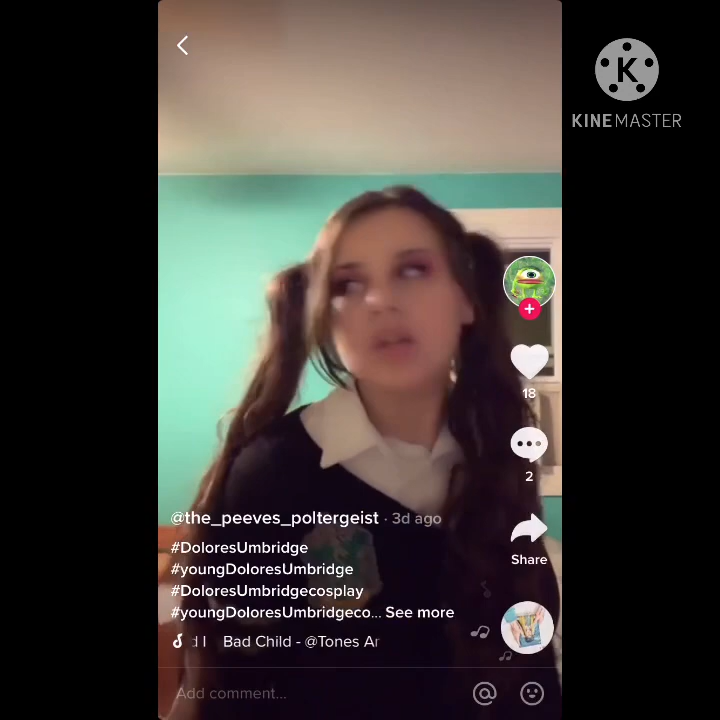 KINEMASTER
18
2
Share
@the_peeves_poltergeist · 3d ago
#DoloresUmbridge
#youngDoloresUmbridge
#DoloresUmbridgecosplay
#youngDoloresUmbridgeco... See more
d l Bad Child - @Tones Ar
Add comment...